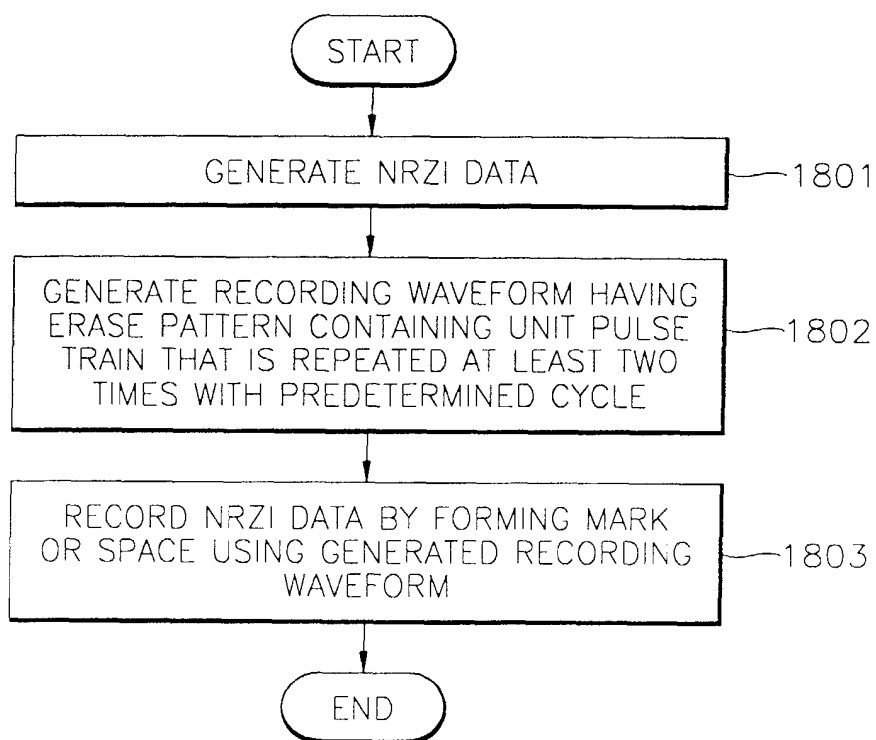 START
GENERATE NRZI DATA
1801
GENERATE RECORDING WAVEFORM HAVING
ERASE PATTERN CONTAINING UNIT PULSE
TRAIN THAT IS REPEATED AT LEAST TWO
TIMES WITH PREDETERMINED CYCLE
1802
RECORD NRZI DATA BY FORMING MARK
OR SPACE USING GENERATED RECORDING
WAVEFORM
1803
END